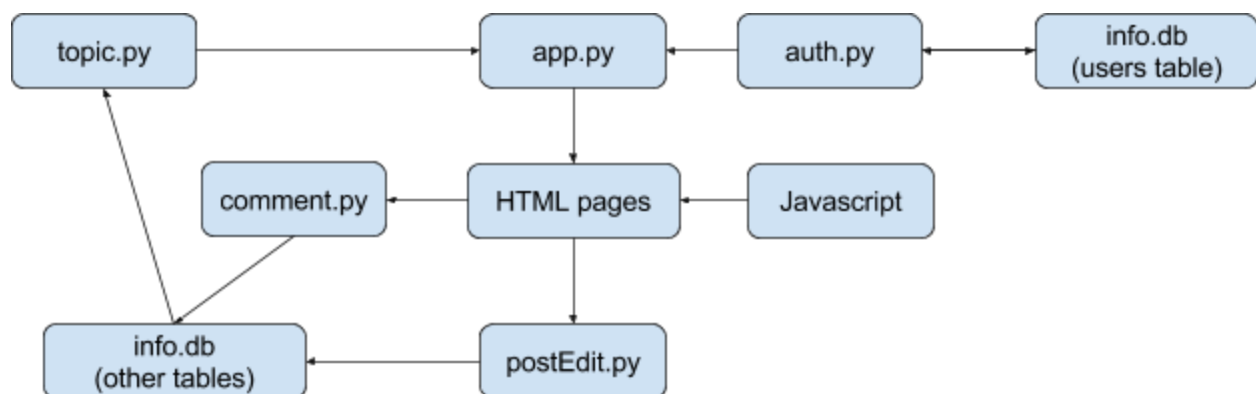 topic.py
app.py
auth.py
info.db
(users table)
comment.py
HTML pages
Javascript
info.db
(other tables)
postEdit.py